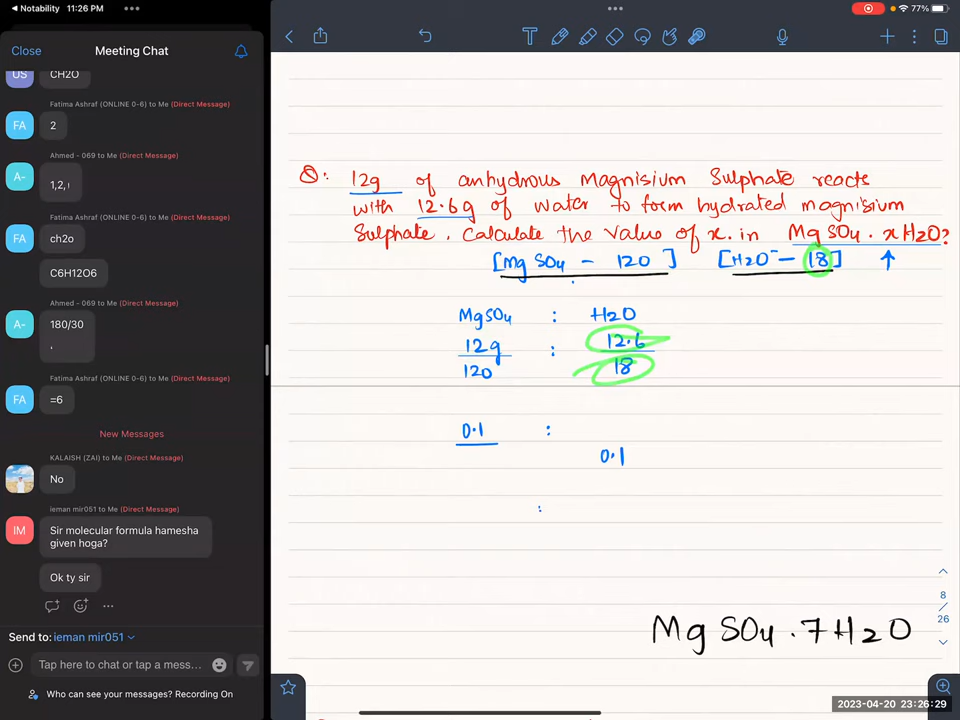 Notability 11:26 PM
77%
Close
Meeting Chat
US
CH2O
Fatima Ashraf (ONLINE 0-6) to Me (Direct Message)
FA
2
Ahmed - 069 to Me (Direct Message)
A-
1,2,
Fatima Ashraf (ONLINE 0-6) to Me (Direct Message)
FA
ch2o
C6H12O6
Ahmed - 069 to Me (Direct Message)
A-
180/30
,
Fatima Ashraf (ONLINE 0-6) to Me (Direct Message)
FA
=6
New Messages
KALAISH (ZAI) to Me (Direct Message)
No
ieman mir051 to Me (Direct Message)
IM
Sir molecular formula hamesha
given hoga?
Ok ty sir
Send to: ieman mir051
Tap here to chat or tap a mess...
Who can see your messages? Recording On
Q: 12g of anhydrous Magnisium Sulphate reacts
with 12.6g of water to form hydrated magnisium
Sulphate. Calculate the value of x. in MgSO4.xH2O?
[MgSO4 - 120] [H2O - 18] ↑
MgSO4 : H2O
12g : 12.6
120 18
0.1 :
0.1
:
MgSO4.7H2O
8
/
26
2023-04-20 23:26:29